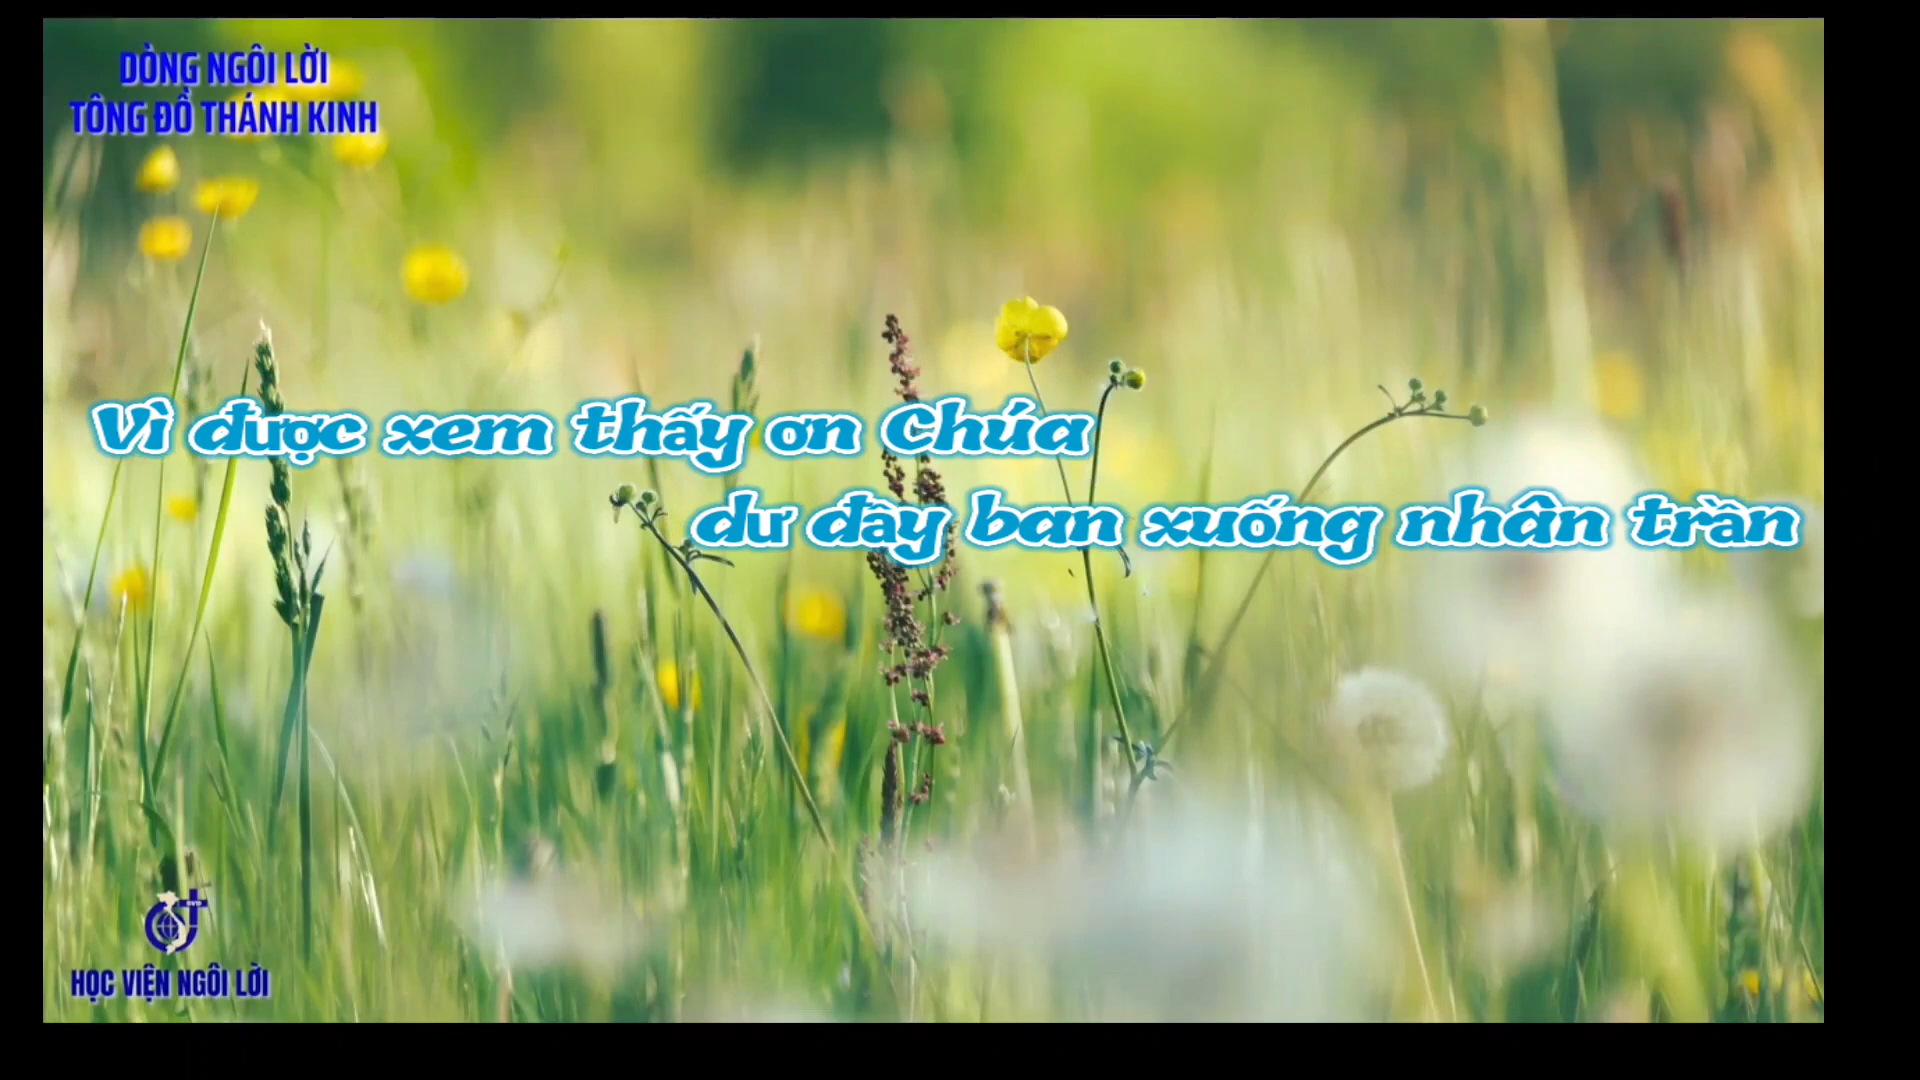 DÒNG NGÔI LỜI
TÔNG ĐỒ THÁNH KINH
Vì được xem thấy ơn Chúa
dư đầy ban xuống nhân trần
HỌC VIỆN NGÔI LỜI